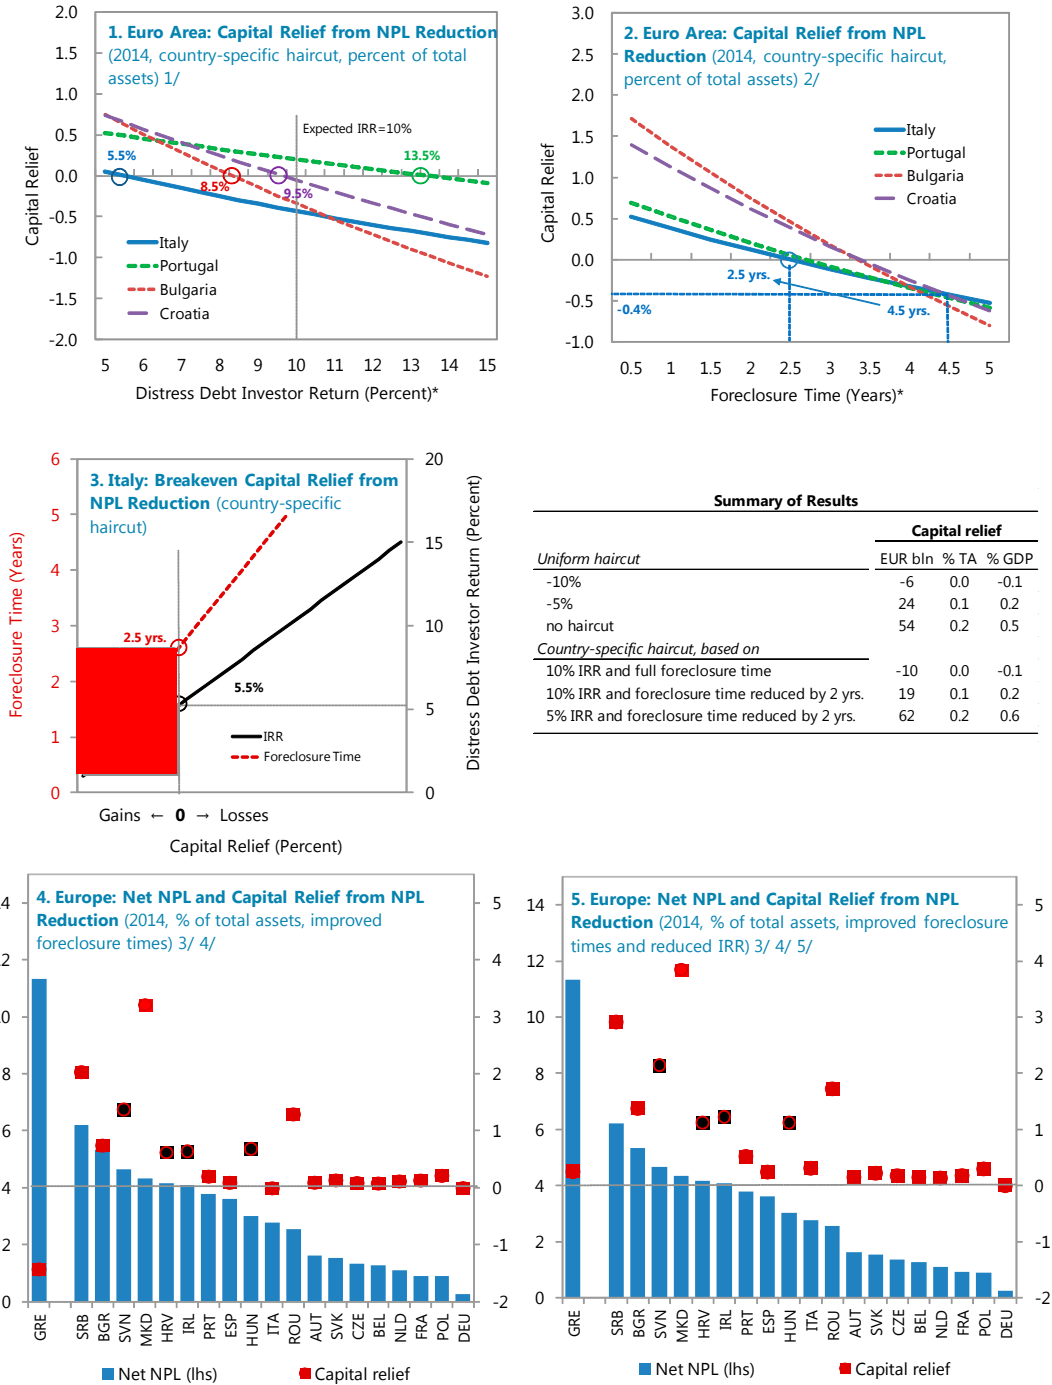 1. Euro Area: Capital Relief from NPL Reduction
(2014, country-specific haircut, percent of total
assets) 1/
2.0
1.5
1.0
0.5
0.0
-0.5
-1.0
-1.5
-2.0
Capital Relief
Expected IRR=10%
5.5%
8.5%
9.5%
13.5%
Italy
Portugal
Bulgaria
Croatia
5 6 7 8 9 10 11 12 13 14 15
Distress Debt Investor Return (Percent)*
2. Euro Area: Capital Relief from NPL
Reduction (2014, country-specific haircut,
percent of total assets) 2/
3.0
2.5
2.0
1.5
1.0
0.5
0.0
-0.5
-1.0
Capital Relief
Italy
Portugal
Bulgaria
Croatia
2.5 yrs.
4.5 yrs.
-0.4%
0.5 1 1.5 2 2.5 3 3.5 4 4.5 5
Foreclosure Time (Years)*
3. Italy: Breakeven Capital Relief from
NPL Reduction (country-specific
haircut)
6
5
4
3
2
1
0
Foreclosure Time (Years)
20
15
10
5
0
Distress Debt Investor Return (Percent)
2.5 yrs.
5.5%
IRR
Foreclosure Time
Gains ← 0 → Losses
Capital Relief (Percent)
Summary of Results
Capital relief
Uniform haircut EUR bln % TA % GDP
-10% -6 0.0 -0.1
-5% 24 0.1 0.2
no haircut 54 0.2 0.5
Country-specific haircut, based on
10% IRR and full foreclosure time -10 0.0 -0.1
10% IRR and foreclosure time reduced by 2 yrs. 19 0.1 0.2
5% IRR and foreclosure time reduced by 2 yrs. 62 0.2 0.6
4. Europe: Net NPL and Capital Relief from NPL
Reduction (2014, % of total assets, improved
foreclosure times) 3/ 4/
4
2
0
8
6
4
2
0
5
4
3
2
1
0
-1
-2
GRE SRB BGR SVN MKD HRV IRL PRT ESP HUN ITA ROU AUT SVK CZE BEL NLD FRA POL DEU
Net NPL (lhs)
Capital relief
5. Europe: Net NPL and Capital Relief from NPL
Reduction (2014, % of total assets, improved foreclosure
times and reduced IRR) 3/ 4/ 5/
14
12
10
8
6
4
2
0
5
4
3
2
1
0
-1
-2
GRE SRB BGR SVN MKD HRV IRL PRT ESP HUN ITA ROU AUT SVK CZE BEL NLD FRA POL DEU
Net NPL (lhs)
Capital relief